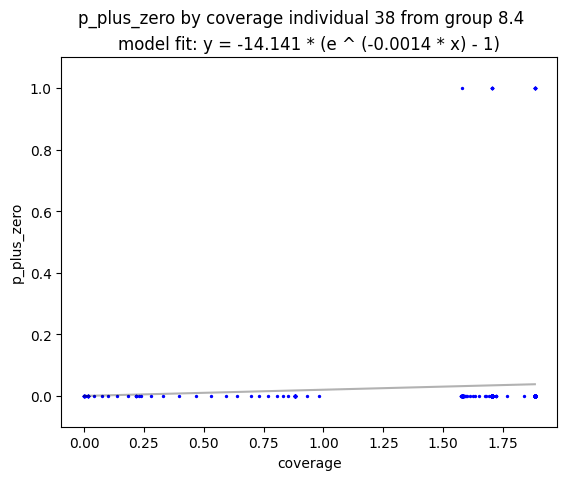 p_plus_zero by coverage individual 38 from group 8.4
model fit: y = -14.141 * (e ^ (-0.0014 * x) - 1)
1.0
0.8
0.6
0.4
0.2
0.0
p_plus_zero
0.00 0.25 0.50 0.75 1.00 1.25 1.50 1.75
coverage